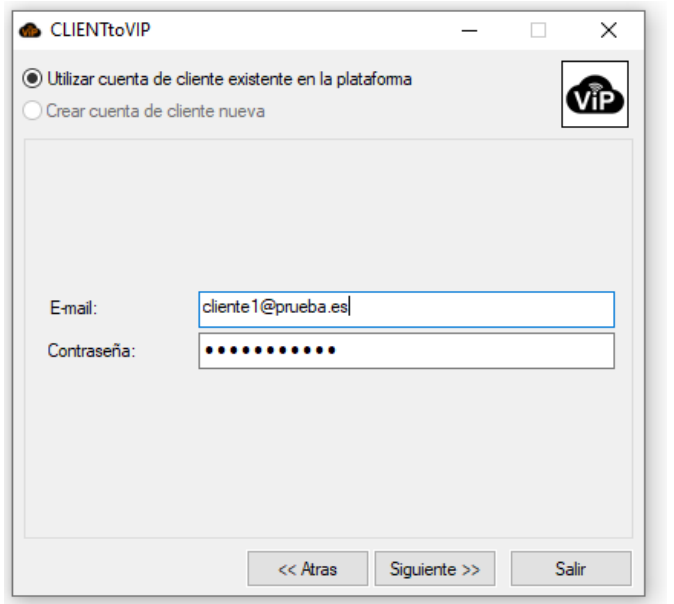 CLIENTtoVIP
Utilizar cuenta de cliente existente en la plataforma
Crear cuenta de cliente nueva
ViP
E-mail: cliente1@prueba.es
Contraseña: •••••••••••
<< Atras Siguiente >> Salir